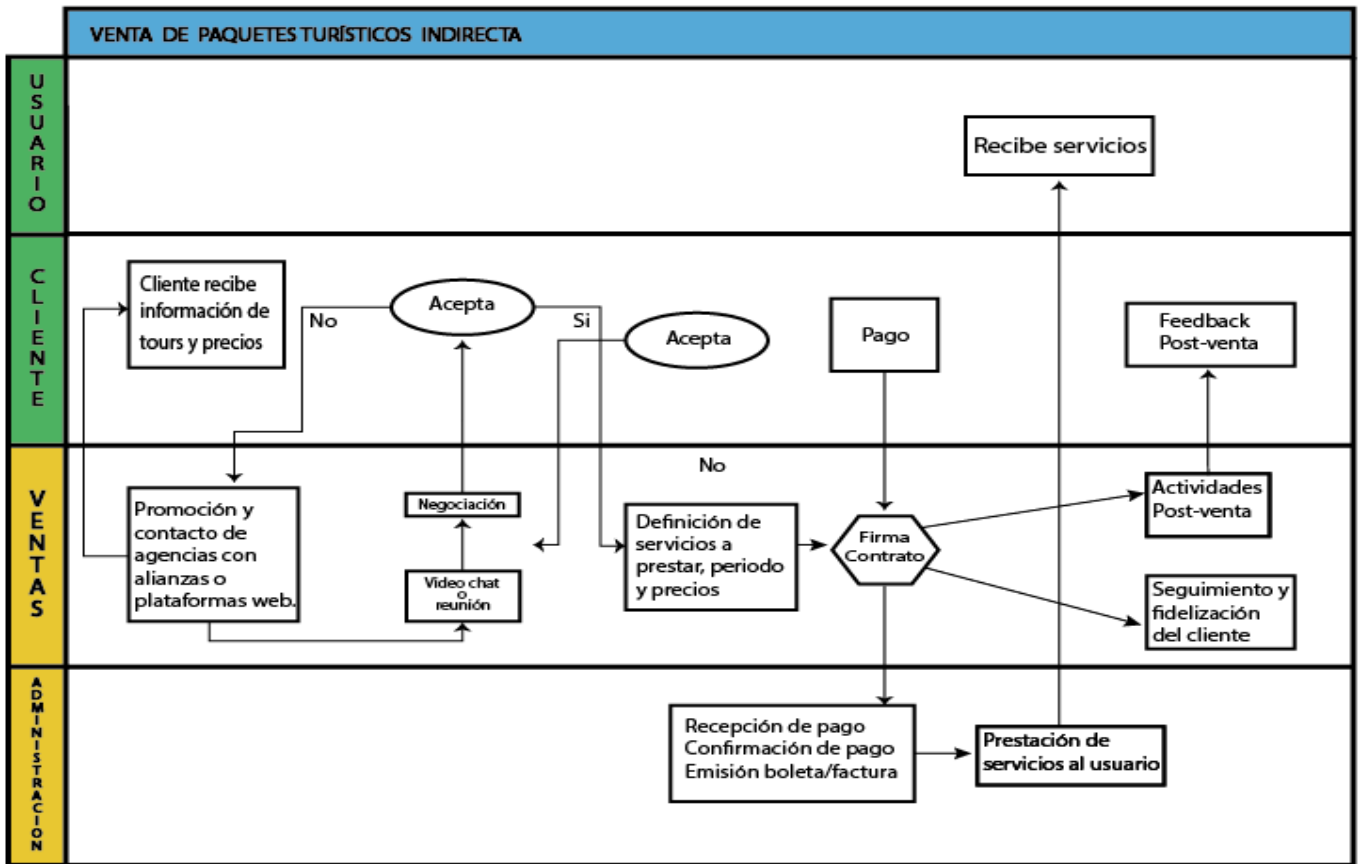 VENTA DE PAQUETES TURÍSTICOS INDIRECTA
USUARIO
Recibe servicios
CLIENTE
Cliente recibe
información de
tours y precios
No
Acepta
Si
Acepta
Pago
Feedback
Post-venta
VENTAS
Promoción y
contacto de
agencias con
alianzas o
plataformas web.
Negociación
Video chat
o
reunión
No
Definición de
servicios a
prestar, periodo
y precios
Firma
Contrato
Actividades
Post-venta
Seguimiento y
fidelización
del cliente
ADMINISTRACION
Recepción de pago
Confirmación de pago
Emisión boleta/factura
Prestación de
servicios al usuario